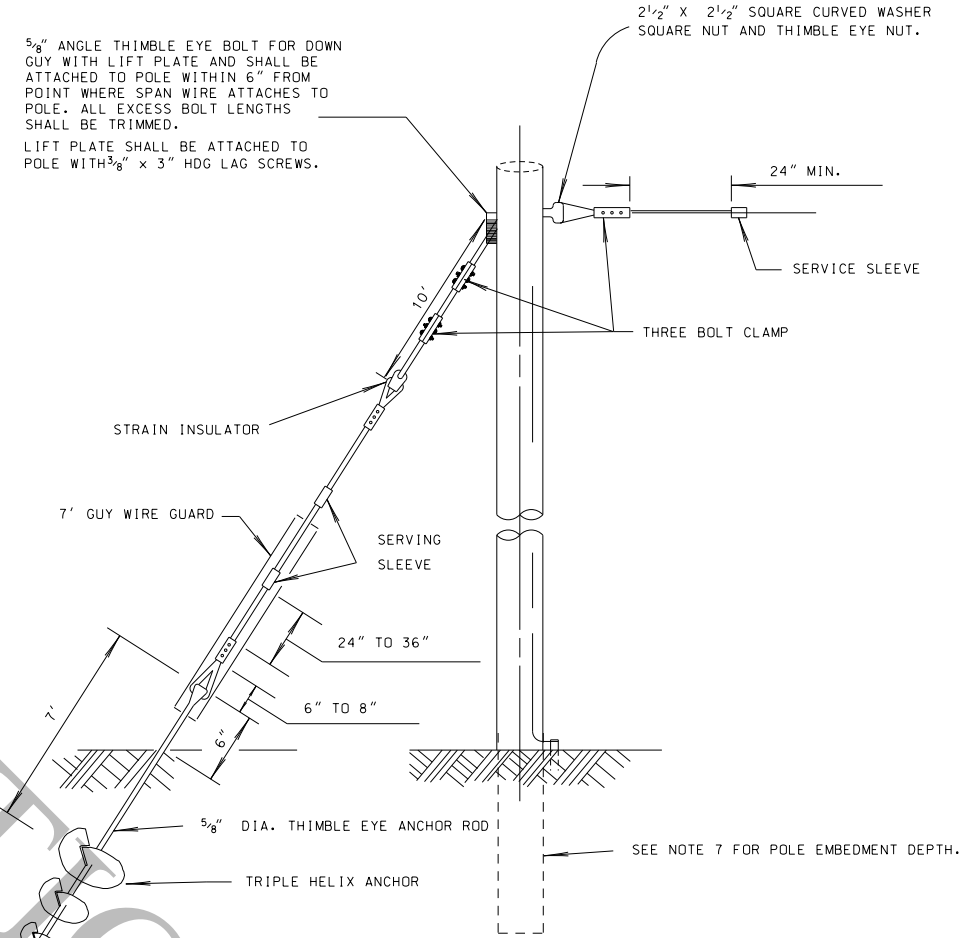 2 1/2" X 2 1/2" SQUARE CURVED WASHER
SQUARE NUT AND THIMBLE EYE NUT.
5/8" ANGLE THIMBLE EYE BOLT FOR DOWN
GUY WITH LIFT PLATE AND SHALL BE
ATTACHED TO POLE WITHIN 6" FROM
POINT WHERE SPAN WIRE ATTACHES TO
POLE. ALL EXCESS BOLT LENGTHS
SHALL BE TRIMMED.
LIFT PLATE SHALL BE ATTACHED TO
POLE WITH 3/8" x 3" HDG LAG SCREWS.
24" MIN.
SERVICE SLEEVE
10'
THREE BOLT CLAMP
STRAIN INSULATOR
7' GUY WIRE GUARD
SERVING
SLEEVE
24" TO 36"
6" TO 8"
7'
6"
5/8" DIA. THIMBLE EYE ANCHOR ROD
SEE NOTE 7 FOR POLE EMBEDMENT DEPTH.
TRIPLE HELIX ANCHOR